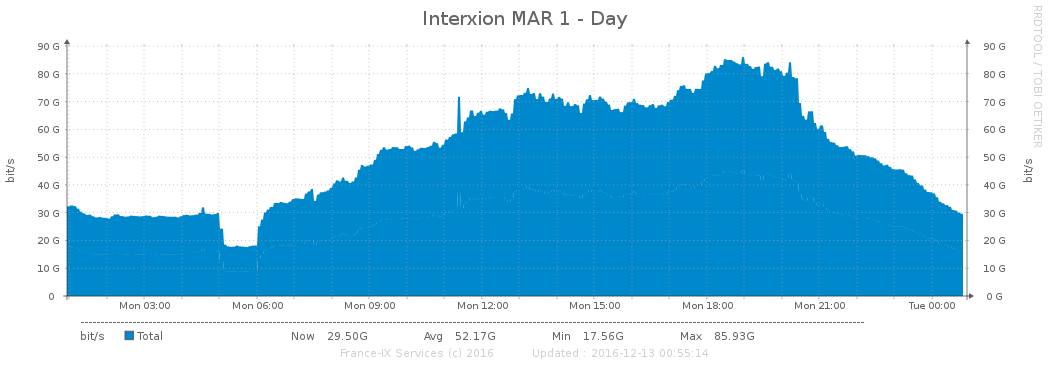 Interxion MAR 1 - Day
RRDTOOL / TOBI OETIKER
90 G 90 G
80 G 80 G
70 G 70 G
60 G 60 G
50 G 50 G
40 G 40 G
30 G 30 G
20 G 20 G
10 G 10 G
0 0 G
bit/s bit/s
Mon 03:00 Mon 06:00 Mon 09:00 Mon 12:00 Mon 15:00 Mon 18:00 Mon 21:00 Tue 00:00
bit/s Total Now 29.50G Avg 52.17G Min 17.56G Max 85.93G
France-IX Services (c) 2016 Updated : 2016-12-13 00:55:14